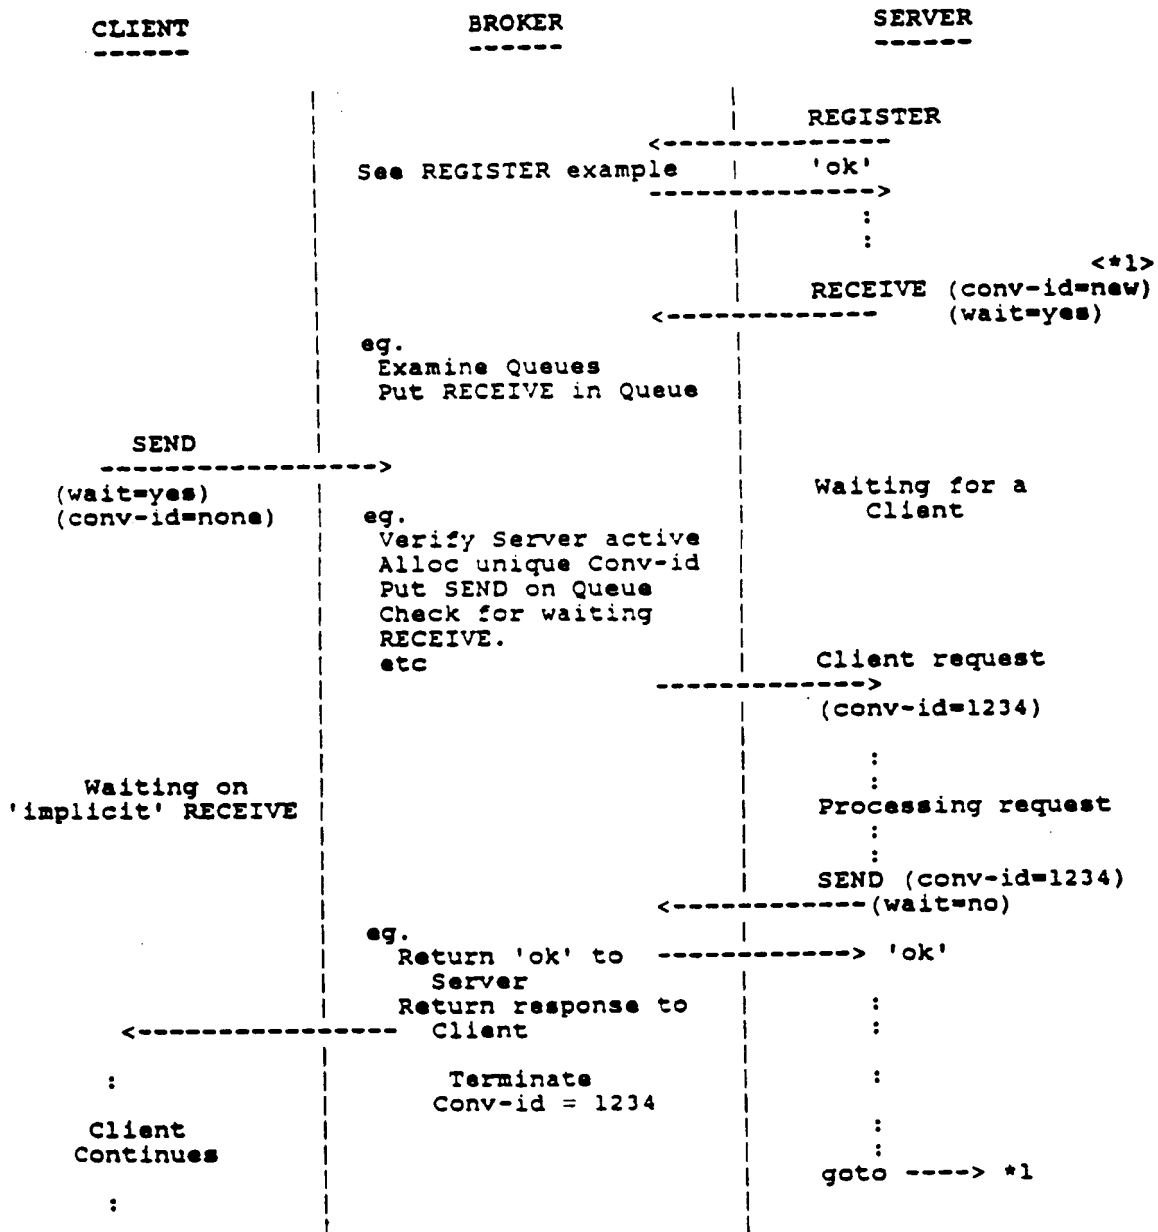 CLIENT BROKER SERVER
------ ------ ------
REGISTER
<-------------
See REGISTER example 'ok'
------------->
:
:
<*1>
RECEIVE (conv-id=new)
<------------ (wait=yes)
eg.
Examine Queues
Put RECEIVE in Queue
SEND
----------------->
(wait=yes)
(conv-id=none)
Waiting for a
Client
eg.
Verify Server active
Alloc unique Conv-id
Put SEND on Queue
Check for waiting
RECEIVE.
etc
Client request
------------>
(conv-id=1234)
:
:
Waiting on
'implicit' RECEIVE
Processing request
:
:
SEND (conv-id=1234)
<------------(wait=no)
eg.
Return 'ok' to ------------> 'ok'
Server
Return response to :
<---------------- Client :
: Terminate :
Conv-id = 1234
Client :
Continues :
goto ----> *1
: